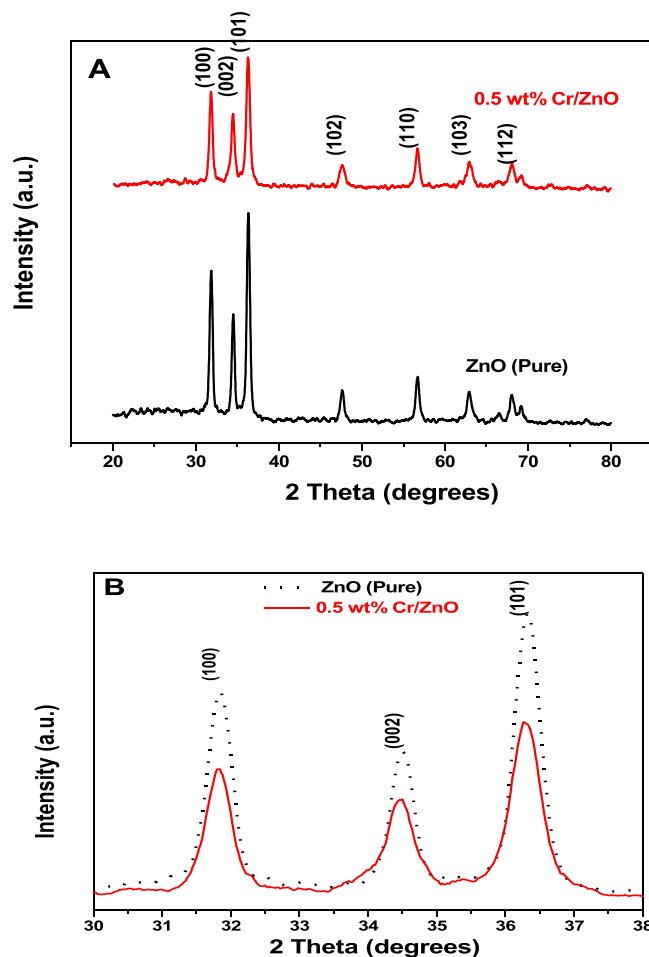 A
(100)
(002)
(101)
(102)
(110)
(103)
(112)
0.5 wt% Cr/ZnO
ZnO (Pure)
Intensity (a.u.)
20 30 40 50 60 70 80
2 Theta (degrees)
B
ZnO (Pure)
0.5 wt% Cr/ZnO
(100)
(002)
(101)
Intensity (a.u.)
30 31 32 33 34 35 36 37 38
2 Theta (degrees)